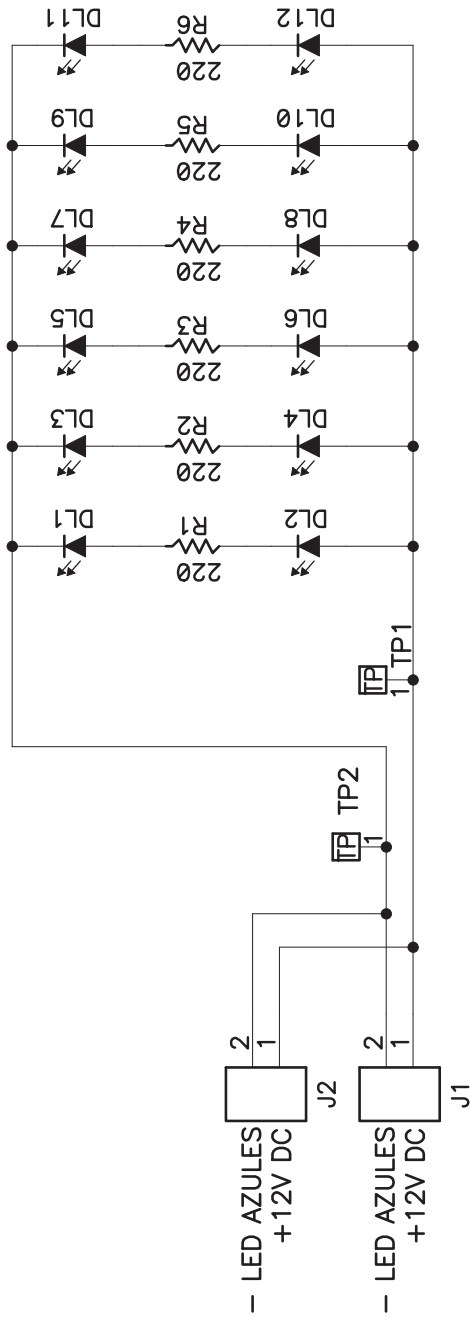 DL11
R6
220
DL12
DL9
R5
220
DL10
DL7
R4
220
DL8
DL5
R3
220
DL6
DL3
R2
220
DL4
DL1
R1
220
DL2
TP
1
TP1
TP
1
TP2
2
1
J2
- LED AZULES
+12V DC
2
1
J1
- LED AZULES
+12V DC